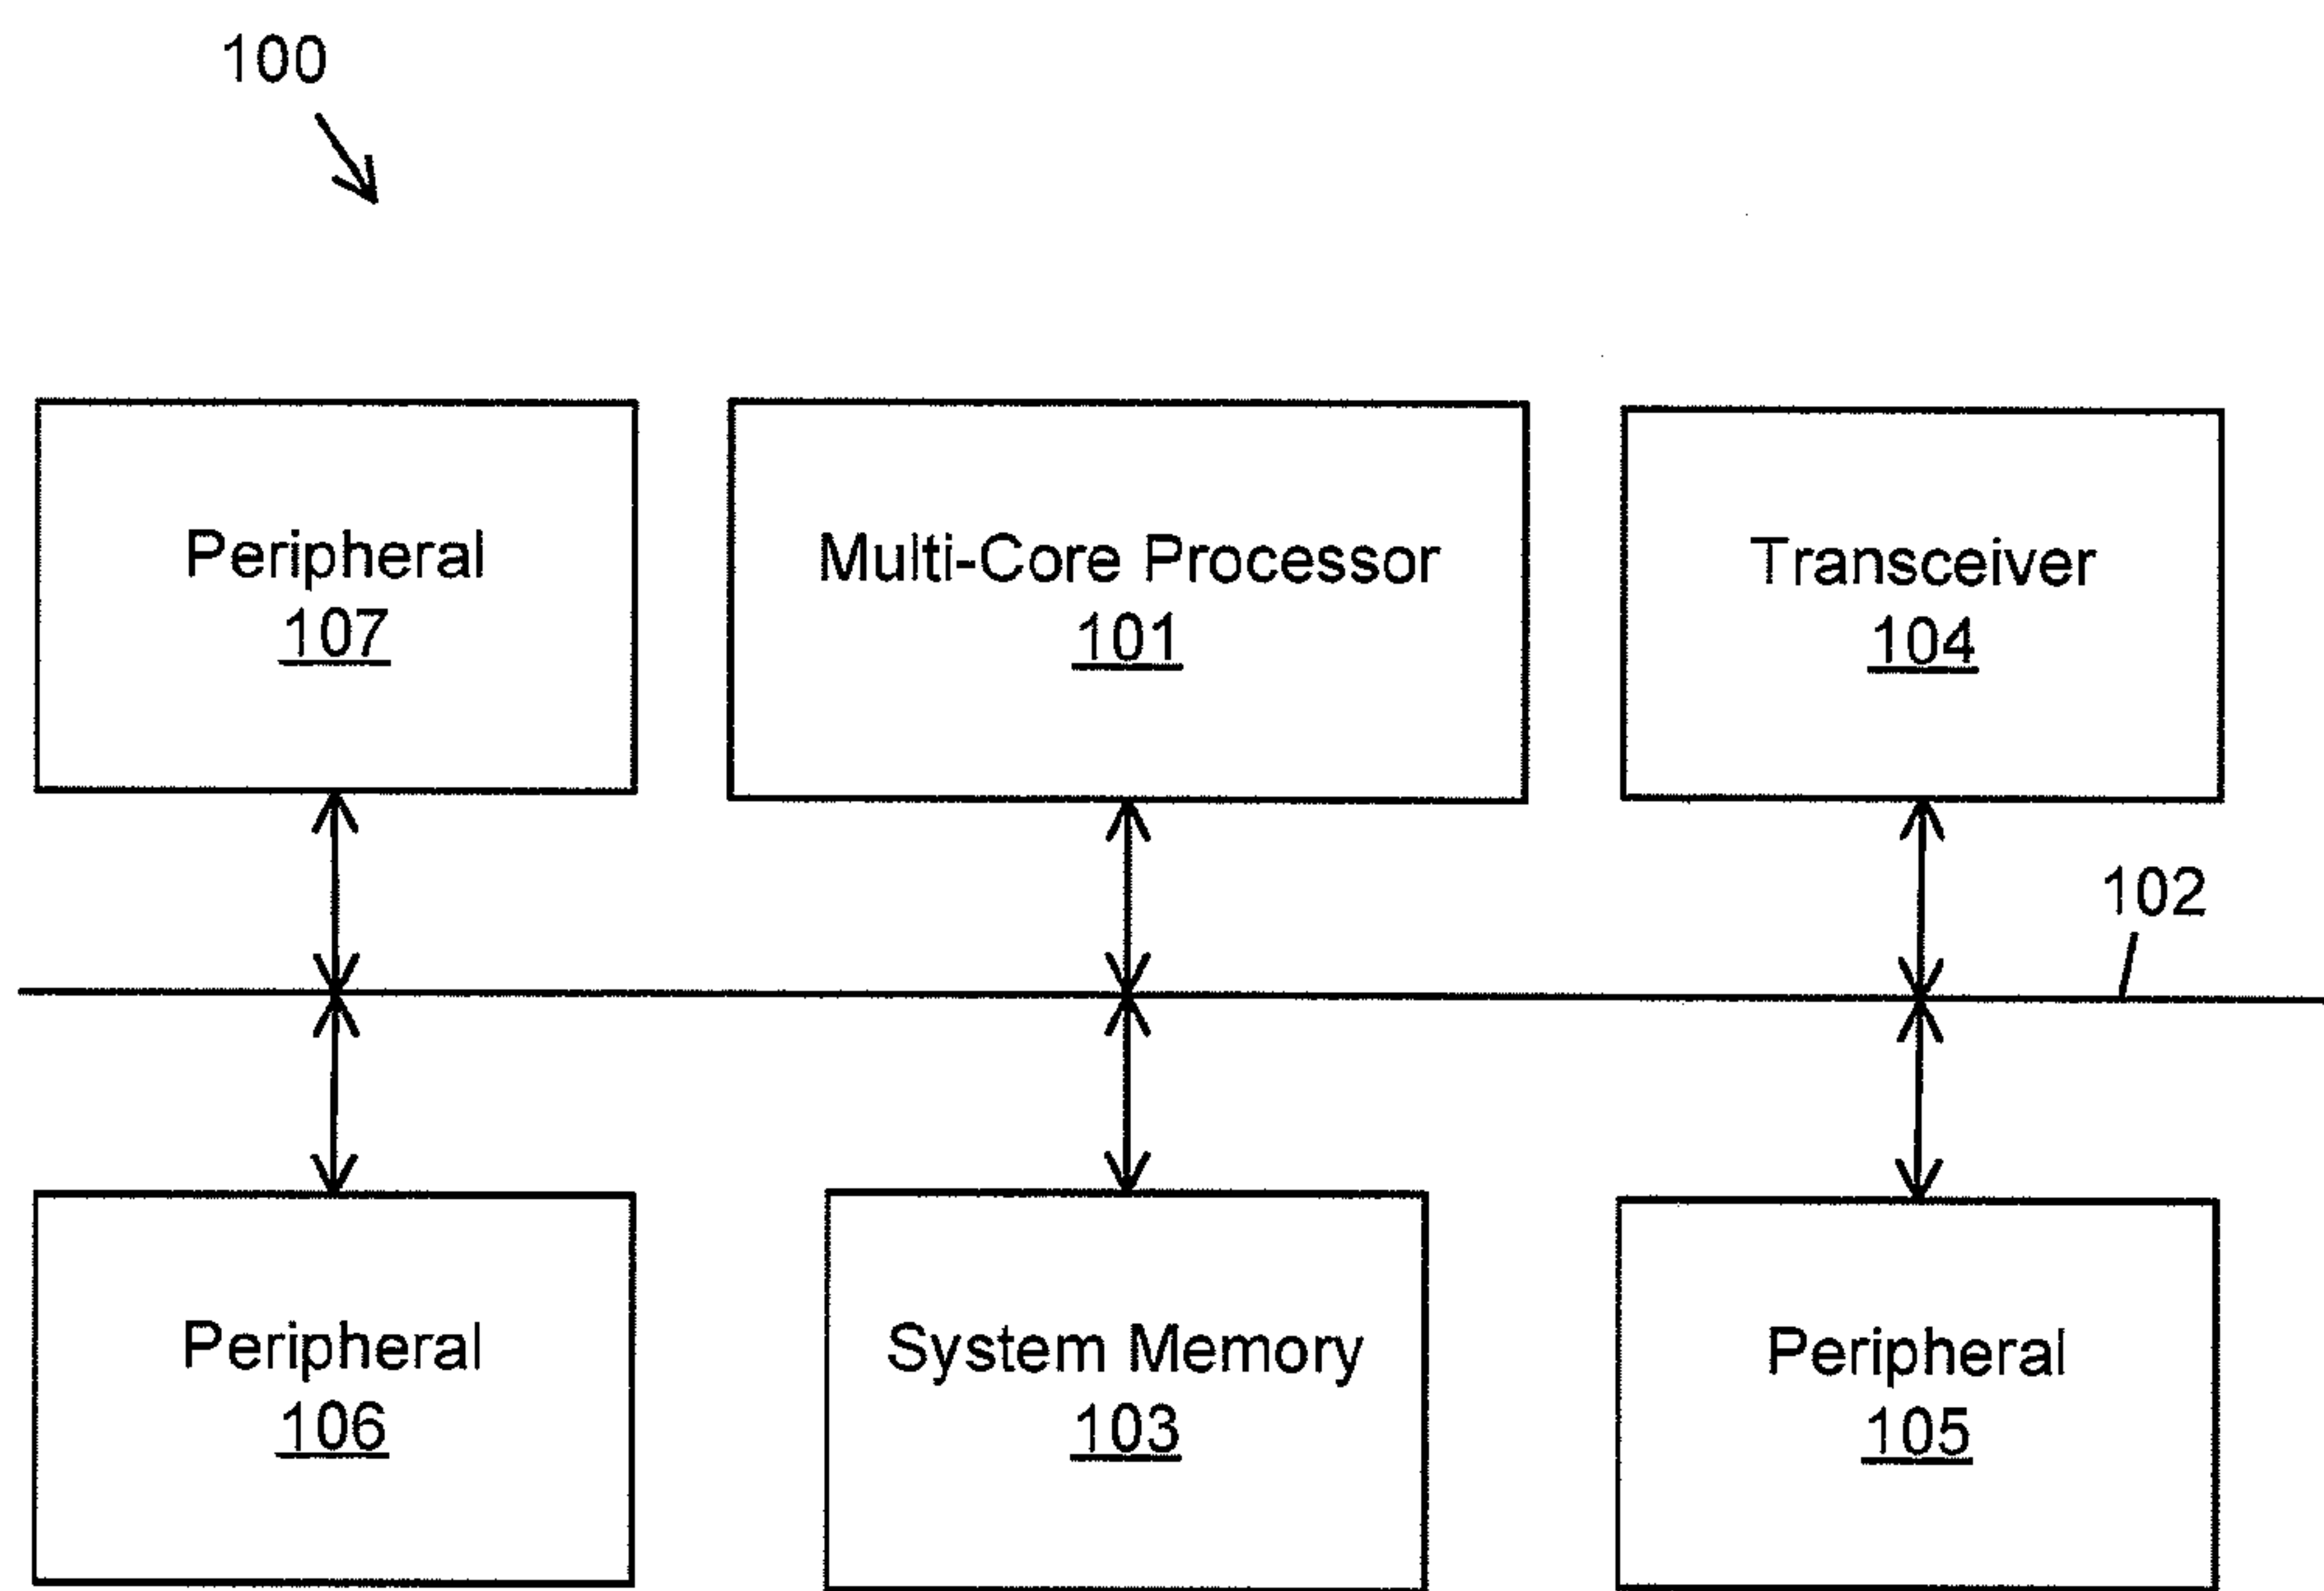 100
Peripheral
107
Multi-Core Processor
101
Transceiver
104
102
Peripheral
106
System Memory
103
Peripheral
105